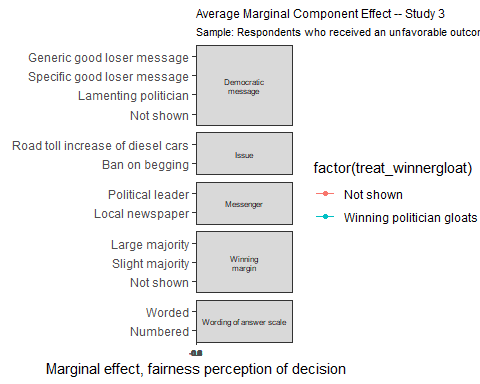 Average Marginal Component Effect -- Study 3
Sample: Respondents who received an unfavorable outcor
Generic good loser message
Specific good loser message
Lamenting politician
Not shown
Democratic
message
Road toll increase of diesel cars
Ban on begging
Issue
Political leader
Local newspaper
Messenger
Large majority
Slight majority
Not shown
Winning
margin
Worded
Numbered
Wording of answer scale
Marginal effect, fairness perception of decision
factor(treat_winnergloat)
Not shown
Winning politician gloats